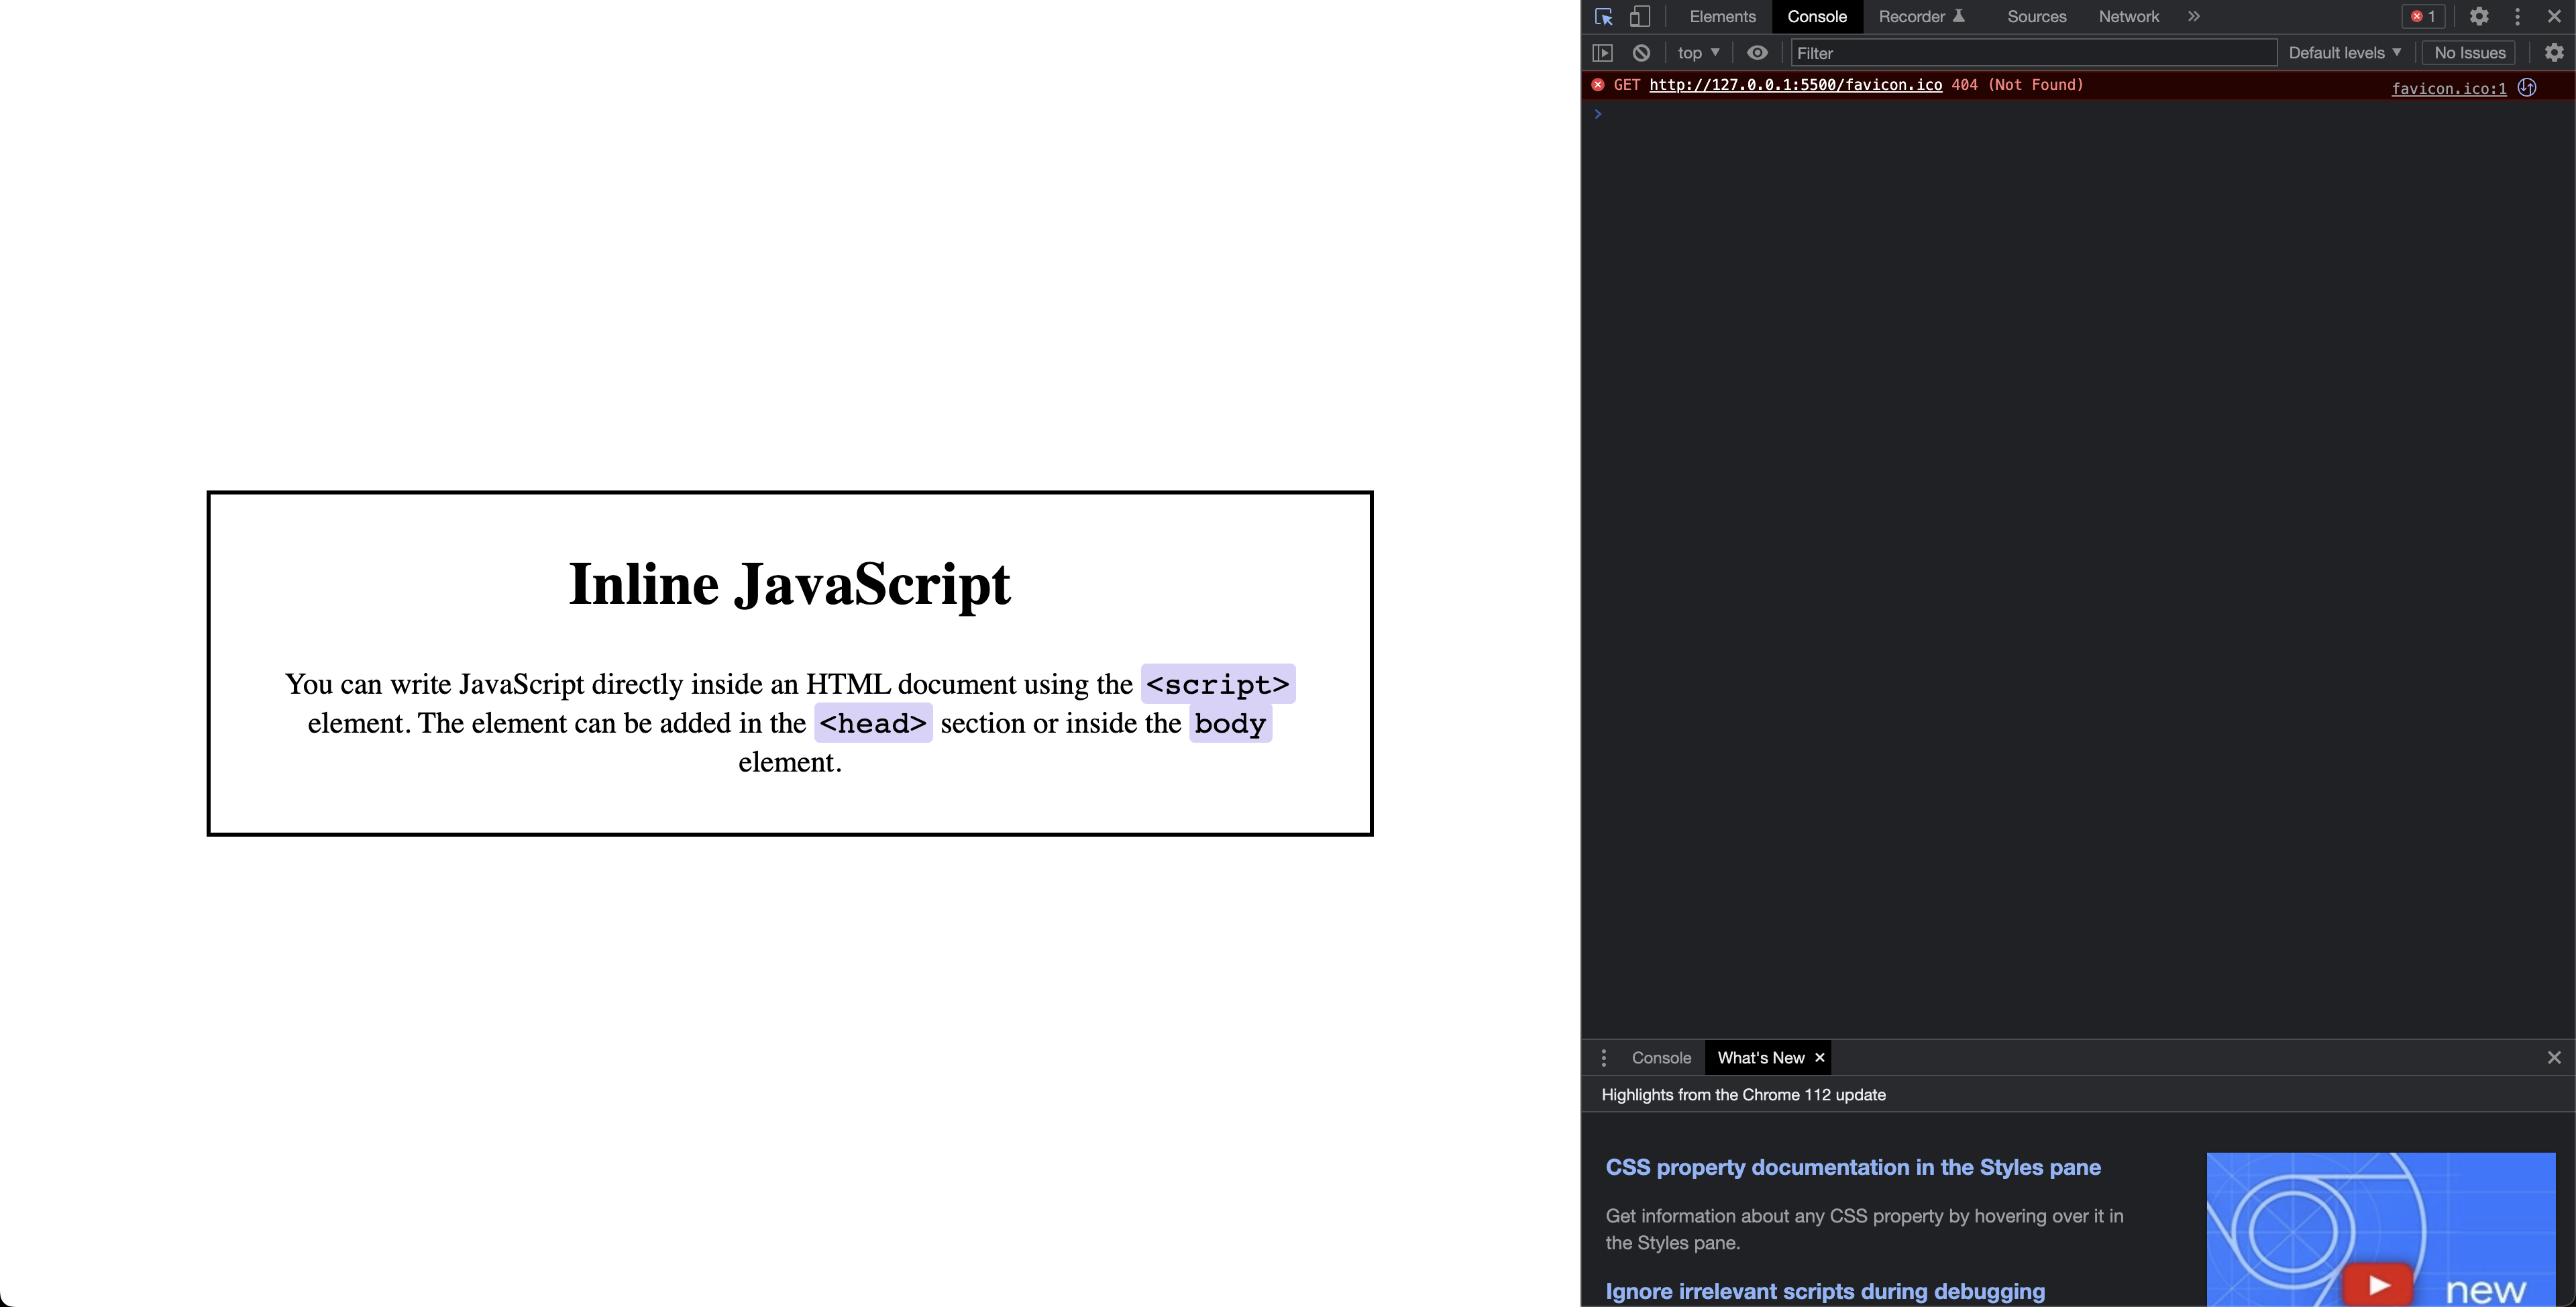 Inline JavaScript
You can write JavaScript directly inside an HTML document using the <script>
element. The element can be added in the <head> section or inside the body
element.
Elements Console Recorder Sources Network » 1
top Filter Default levels No Issues
GET http://127.0.0.1:5500/favicon.ico 404 (Not Found) favicon.ico:1
>
Console What's New
Highlights from the Chrome 112 update
CSS property documentation in the Styles pane
Get information about any CSS property by hovering over it in
the Styles pane.
Ignore irrelevant scripts during debugging
new